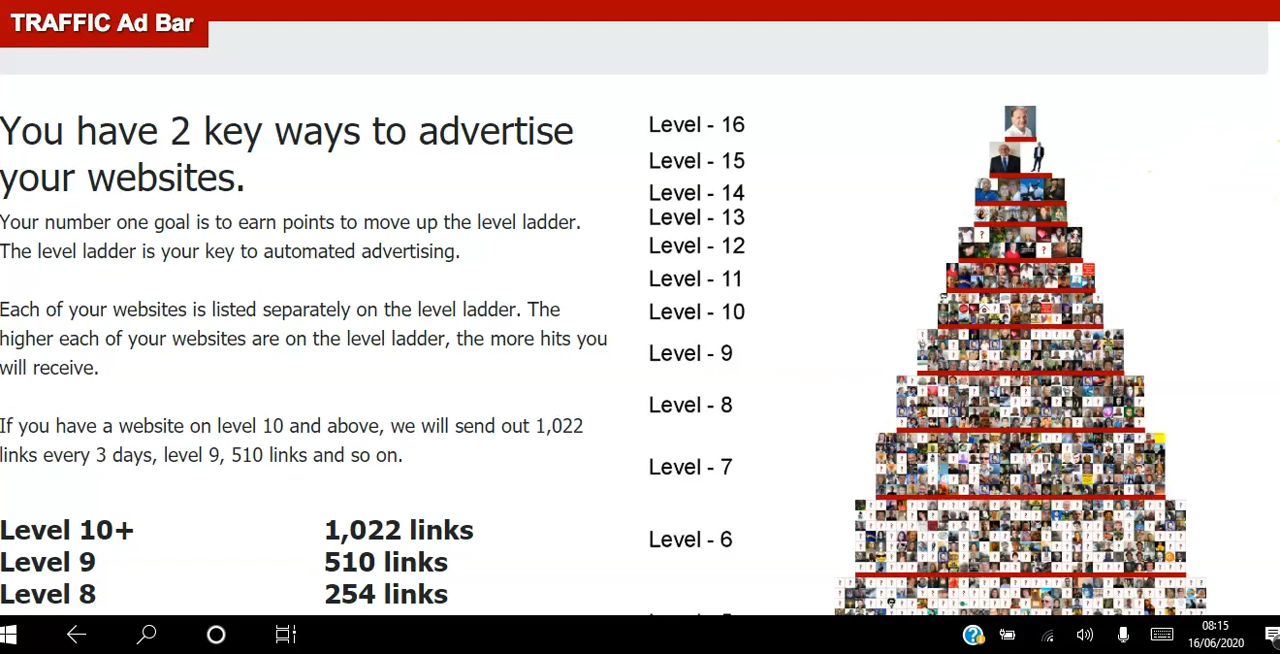 TRAFFIC Ad Bar
You have 2 key ways to advertise
your websites.
Your number one goal is to earn points to move up the level ladder.
The level ladder is your key to automated advertising.
Each of your websites is listed separately on the level ladder. The
higher each of your websites are on the level ladder, the more hits you
will receive.
If you have a website on level 10 and above, we will send out 1,022
links every 3 days, level 9, 510 links and so on.
Level 10+ 1,022 links
Level 9 510 links
Level 8 254 links
Level - 16
Level - 15
Level - 14
Level - 13
Level - 12
Level - 11
Level - 10
Level - 9
Level - 8
Level - 7
Level - 6
08:15
16/06/2020